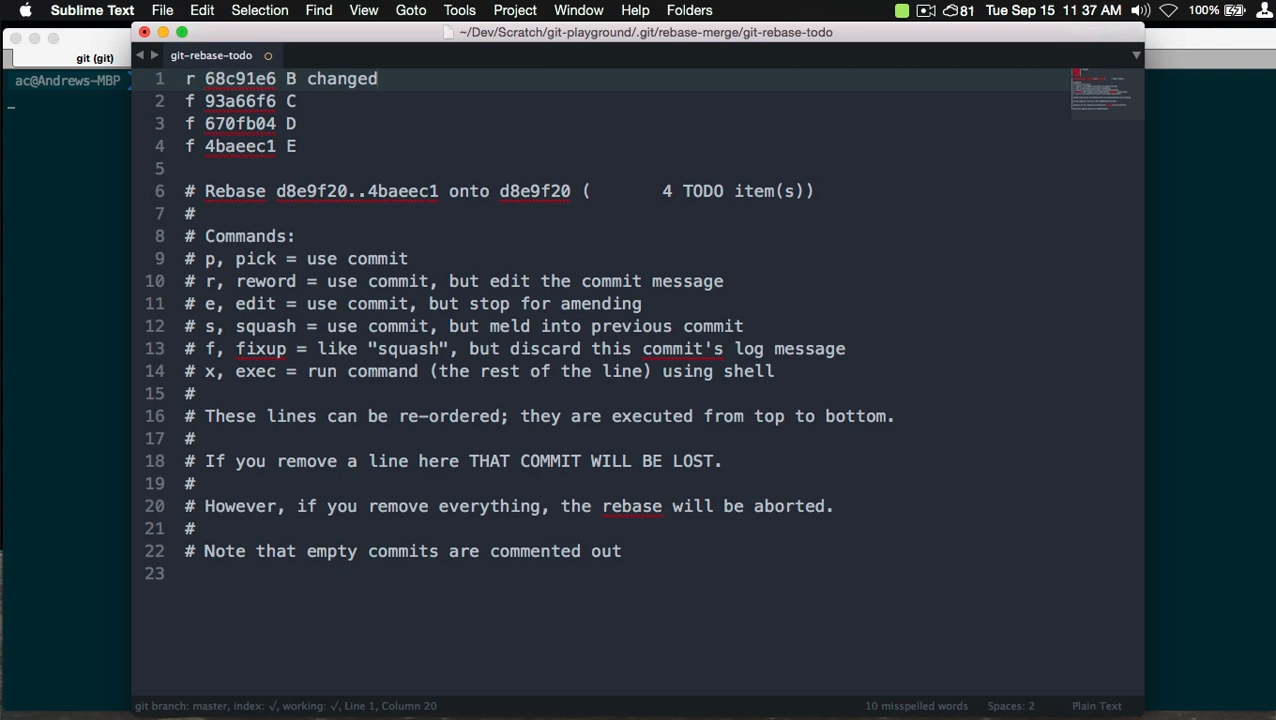 Sublime Text File Edit Selection Find View Goto Tools Project Window Help Folders 81 Tue Sep 15 11:37 AM 100%
~/Dev/Scratch/git-playground/.git/rebase-merge/git-rebase-todo
git (git)
git-rebase-todo
ac@Andrews-MBP
1 r 68c91e6 B changed
2 f 93a66f6 C
3 f 670fb04 D
4 f 4baeec1 E
5
6 # Rebase d8e9f20..4baeec1 onto d8e9f20 ( 4 TODO item(s))
7 #
8 # Commands:
9 # p, pick = use commit
10 # r, reword = use commit, but edit the commit message
11 # e, edit = use commit, but stop for amending
12 # s, squash = use commit, but meld into previous commit
13 # f, fixup = like "squash", but discard this commit's log message
14 # x, exec = run command (the rest of the line) using shell
15 #
16 # These lines can be re-ordered; they are executed from top to bottom.
17 #
18 # If you remove a line here THAT COMMIT WILL BE LOST.
19 #
20 # However, if you remove everything, the rebase will be aborted.
21 #
22 # Note that empty commits are commented out
23
git branch: master, index: √, working: √, Line 1, Column 20 10 misspelled words Spaces: 2 Plain Text